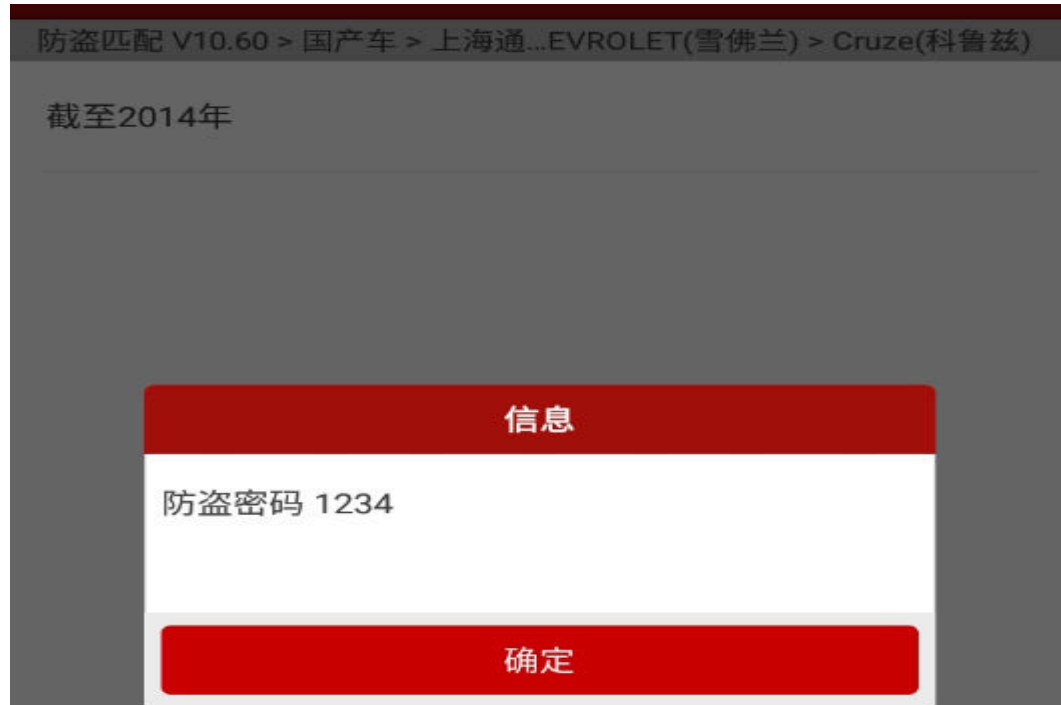 防盗匹配 V10.60 > 国产车 > 上海通...EVROLET(雪佛兰) > Cruze(科鲁兹)
截至2014年
信息
防盗密码 1234
确定